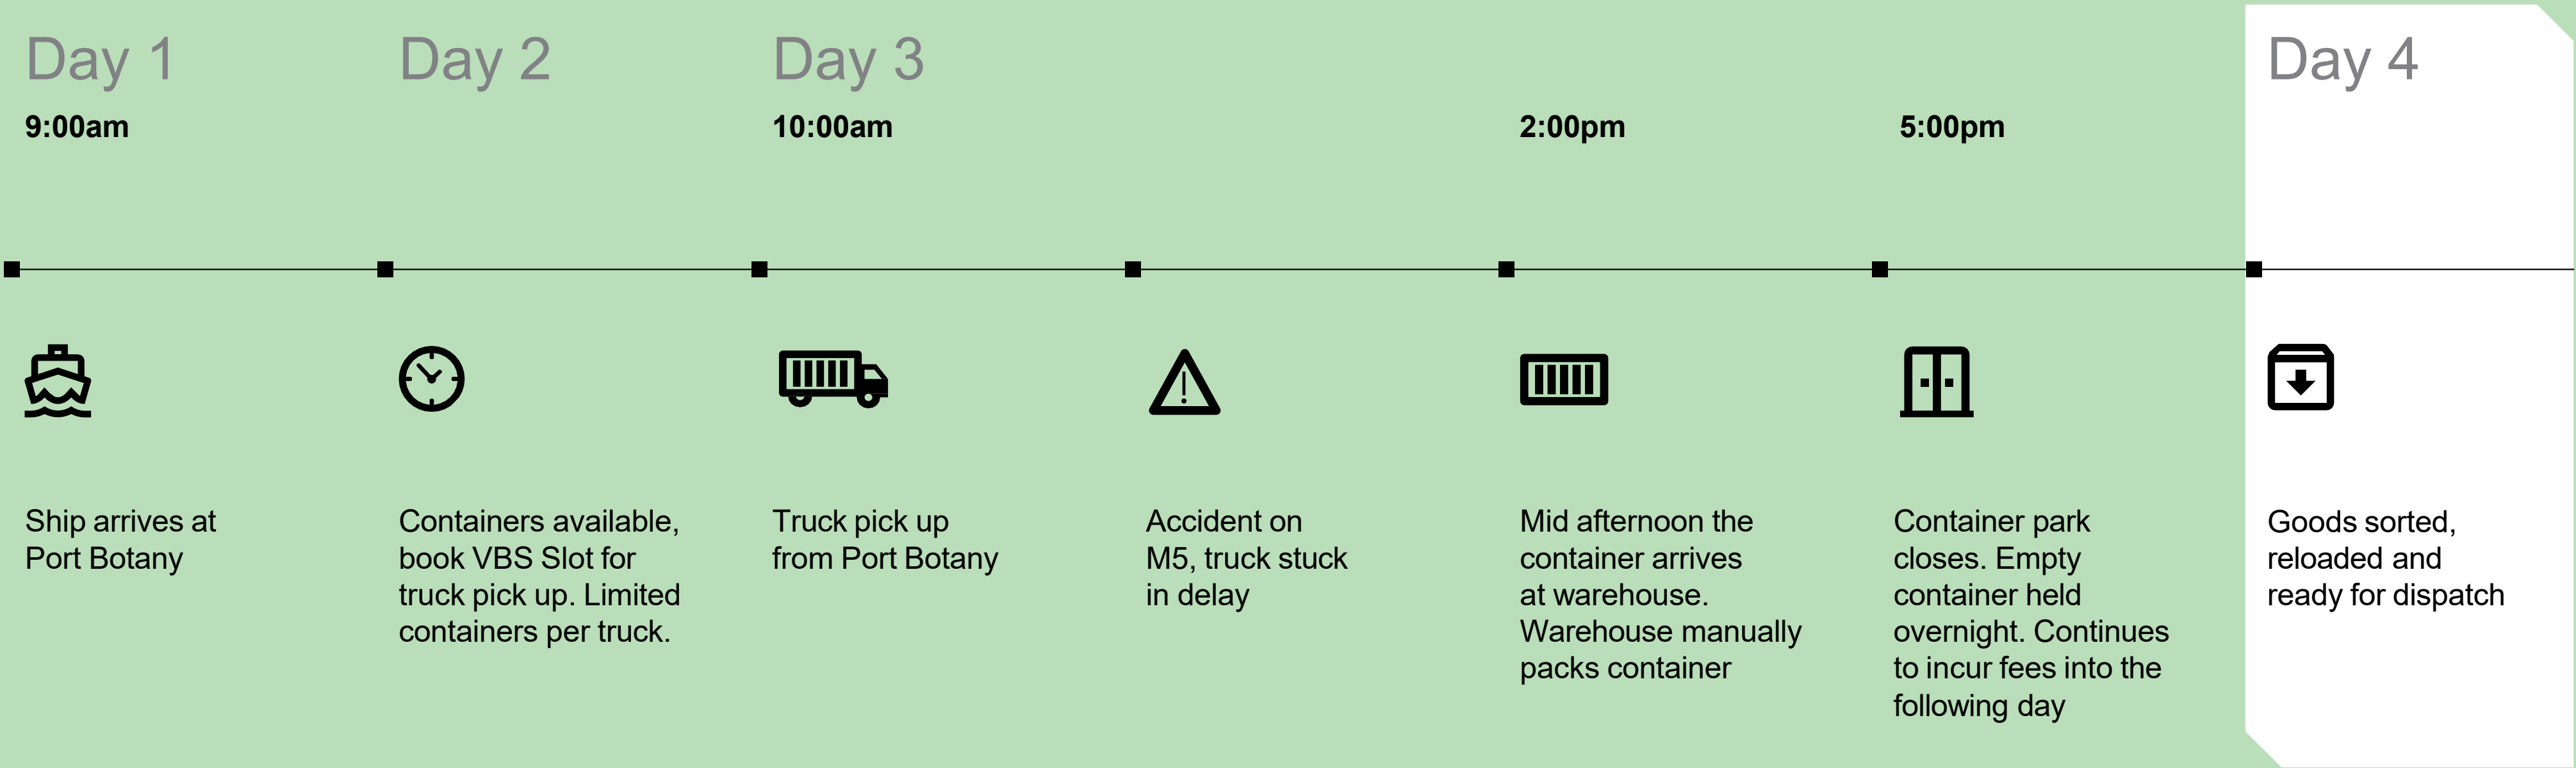 Day 1
9:00am
Ship arrives at
Port Botany
Day 2
Containers available,
book VBS Slot for
truck pick up. Limited
containers per truck.
Day 3
10:00am
Truck pick up
from Port Botany
Accident on
M5, truck stuck
in delay
2:00pm
Mid afternoon the
container arrives
at warehouse.
Warehouse manually
packs container
5:00pm
Container park
closes. Empty
container held
overnight. Continues
to incur fees into the
following day
Day 4
Goods sorted,
reloaded and
ready for dispatch